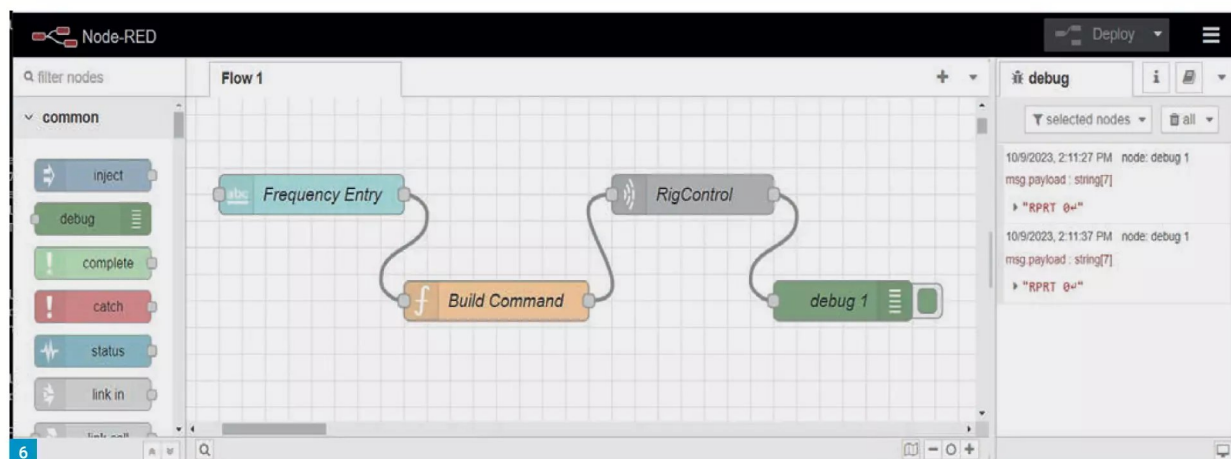 Node-RED
Deploy
filter nodes
common
inject
debug
complete
catch
status
link in
Flow 1
abc Frequency Entry
Build Command
RigControl
debug 1
debug
i
selected nodes
all
10/9/2023, 2:11:27 PM node: debug 1
msg.payload : string[7]
"RPRT 0↵"
10/9/2023, 2:11:37 PM node: debug 1
msg.payload : string[7]
"RPRT 0↵"
6